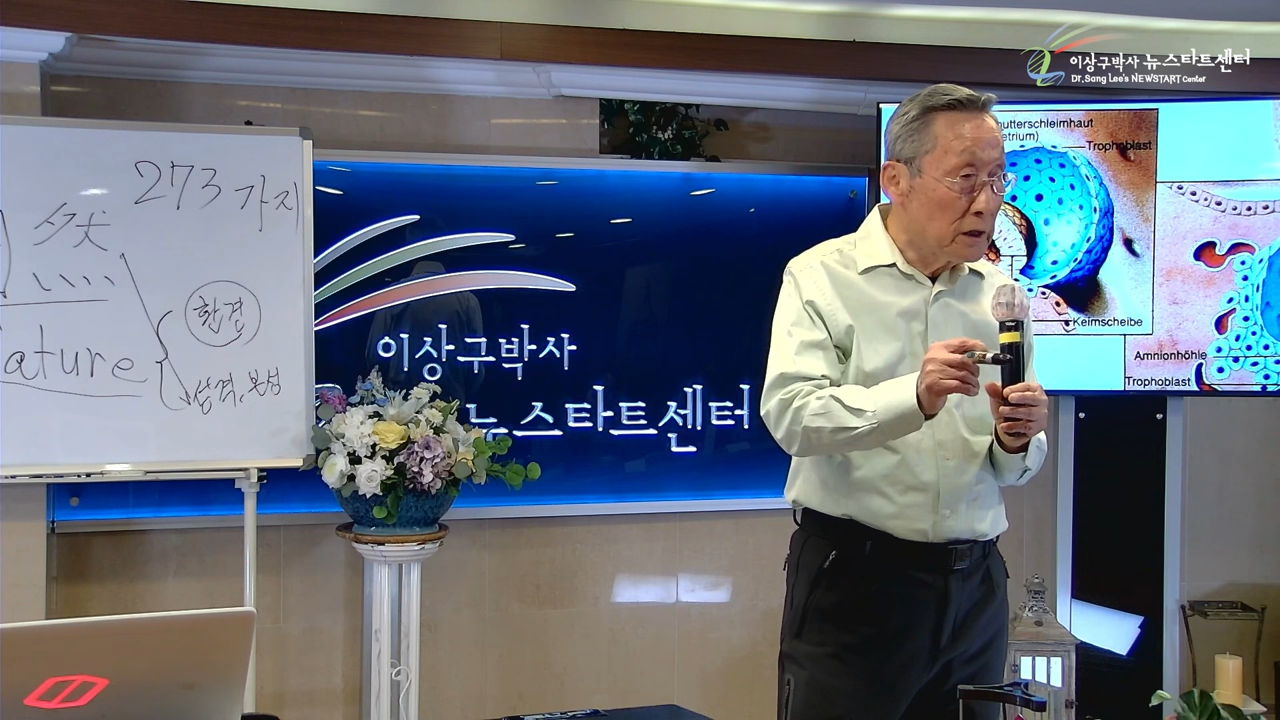 이상구박사 뉴스타트센터
Dr. Sang Lee's NEWSTART Center
273 가지
然
ature
환경
성격, 본성
이상구박사
뉴스타트센터
utterschleimhaut
etrium)
Trophoblast
Keimscheibe
Amnionhöhle
Trophoblast